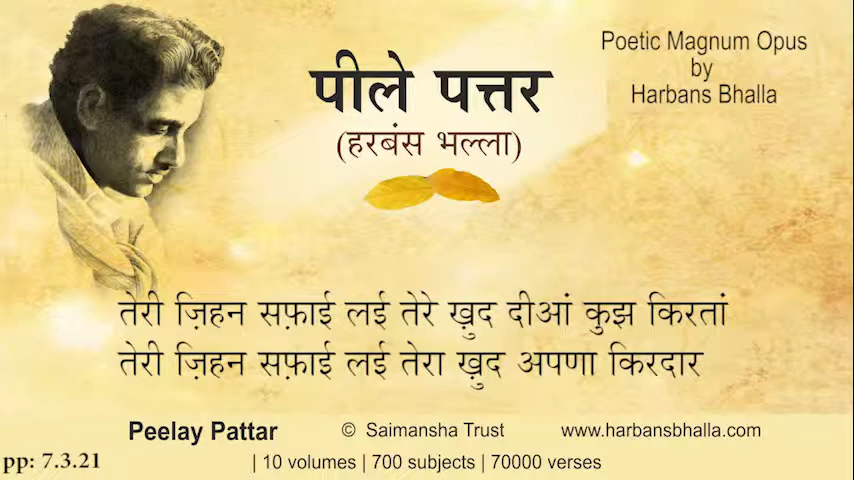 पीले पत्तर
(हरबंस भल्ला)
Poetic Magnum Opus
by
Harbans Bhalla
तेरी ज़िहन सफ़ाई लई तेरे ख़ुद दीआं कुझ किरतां
तेरी ज़िहन सफ़ाई लई तेरा ख़ुद अपणा किरदार
Peelay Pattar © Saimansha Trust www.harbansbhalla.com
pp: 7.3.21 | 10 volumes | 700 subjects | 70000 verses